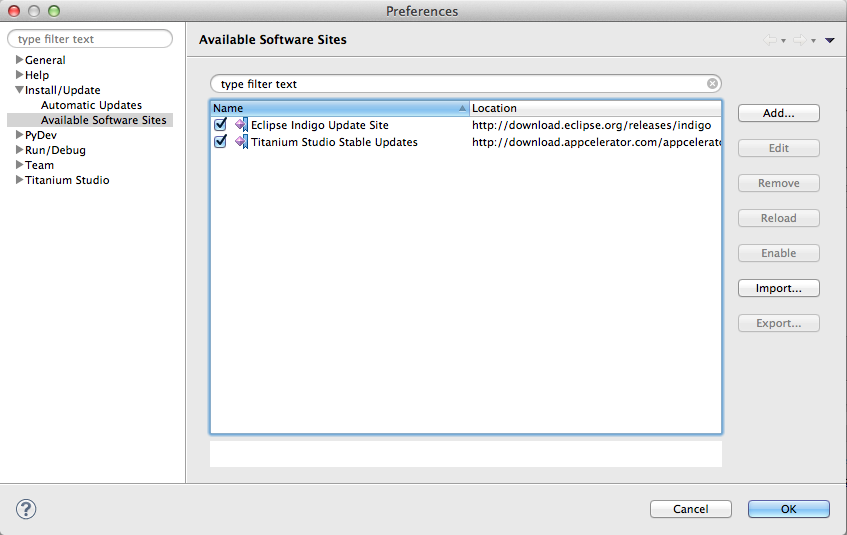 Preferences
type filter text
General
Help
Install/Update
Automatic Updates
Available Software Sites
PyDev
Run/Debug
Team
Titanium Studio
Available Software Sites
type filter text
Name Location
Eclipse Indigo Update Site http://download.eclipse.org/releases/indigo
Titanium Studio Stable Updates http://download.appcelerator.com/appcelerato
Add...
Edit
Remove
Reload
Enable
Import...
Export...
?
Cancel OK